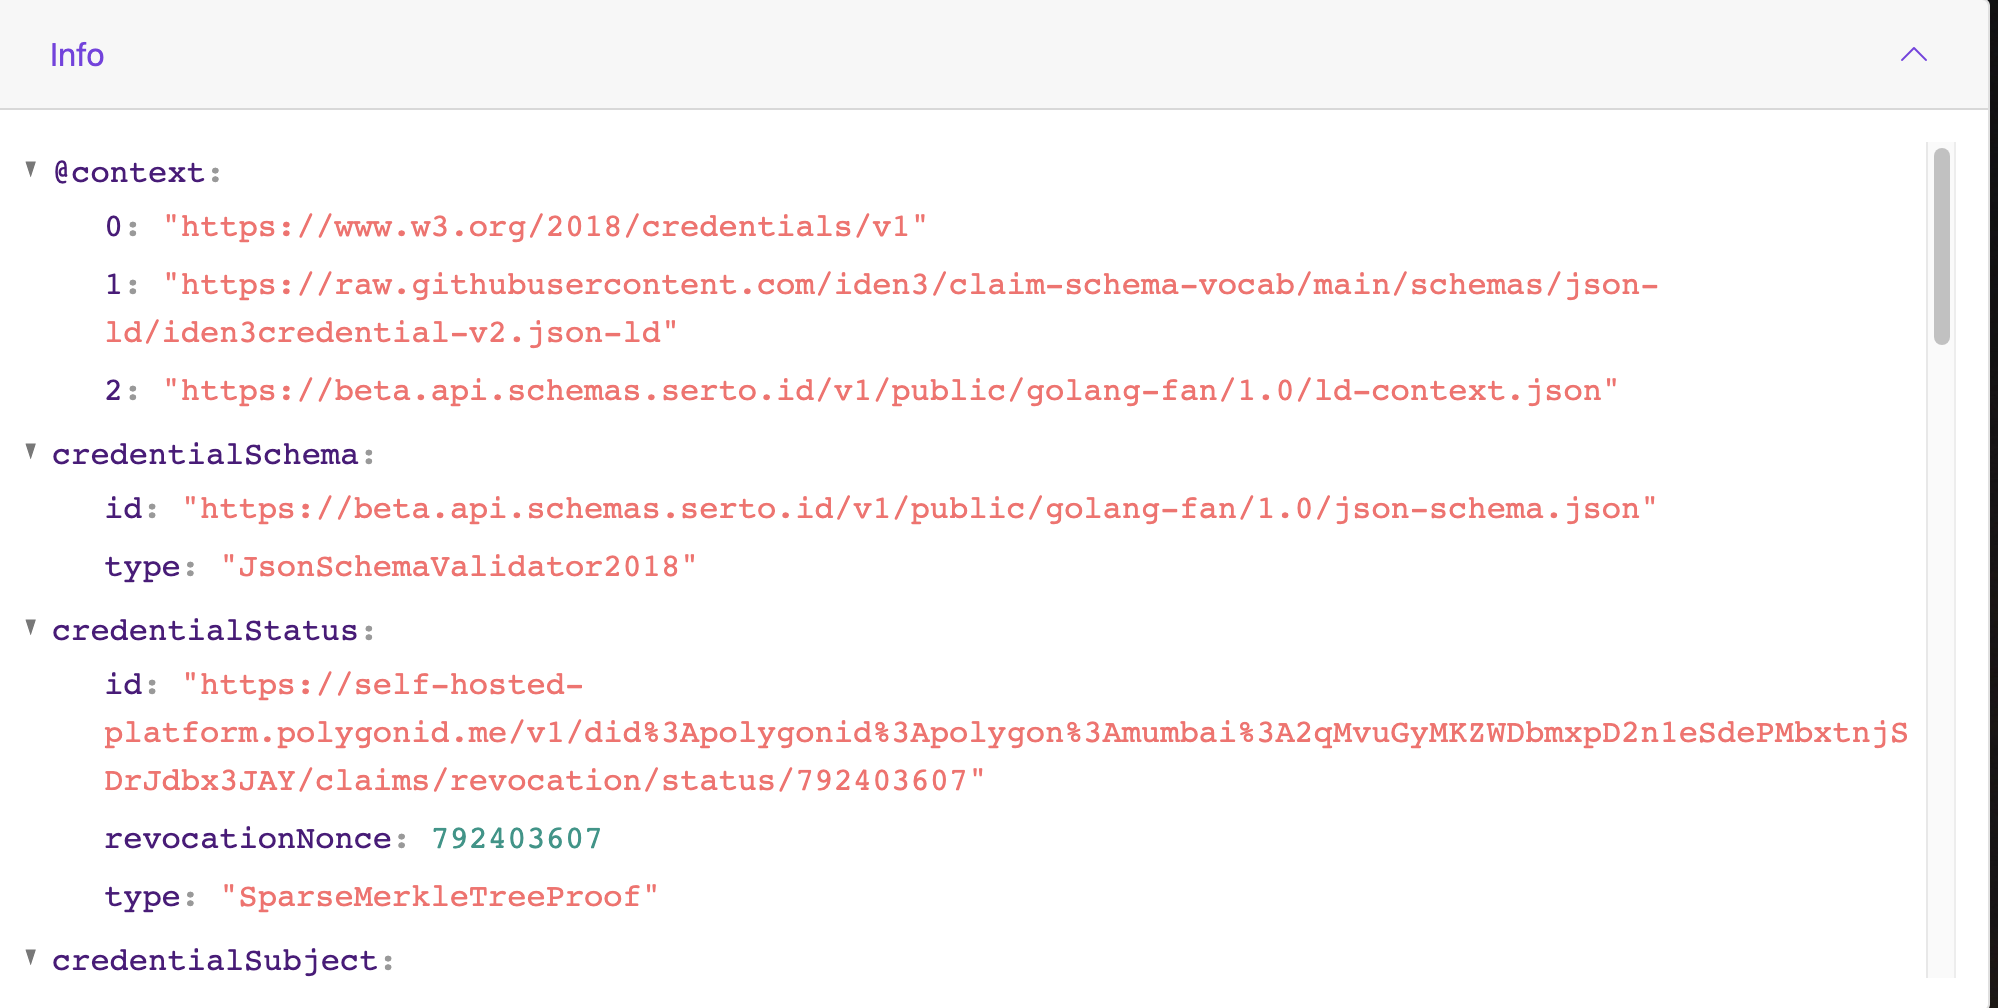 Info
@context:
0: "https://www.w3.org/2018/credentials/v1"
1: "https://raw.githubusercontent.com/iden3/claim-schema-vocab/main/schemas/json-
ld/iden3credential-v2.json-ld"
2: "https://beta.api.schemas.serto.id/v1/public/golang-fan/1.0/ld-context.json"
credentialSchema:
id: "https://beta.api.schemas.serto.id/v1/public/golang-fan/1.0/json-schema.json"
type: "JsonSchemaValidator2018"
credentialStatus:
id: "https://self-hosted-
platform.polygonid.me/v1/did%3Apolygonid%3Apolygon%3Amumbai%3A2qMvuGyMKZWDbmxpD2n1eSdePMbxtnjS
DrJdbx3JAY/claims/revocation/status/792403607"
revocationNonce: 792403607
type: "SparseMerkleTreeProof"
credentialSubject: